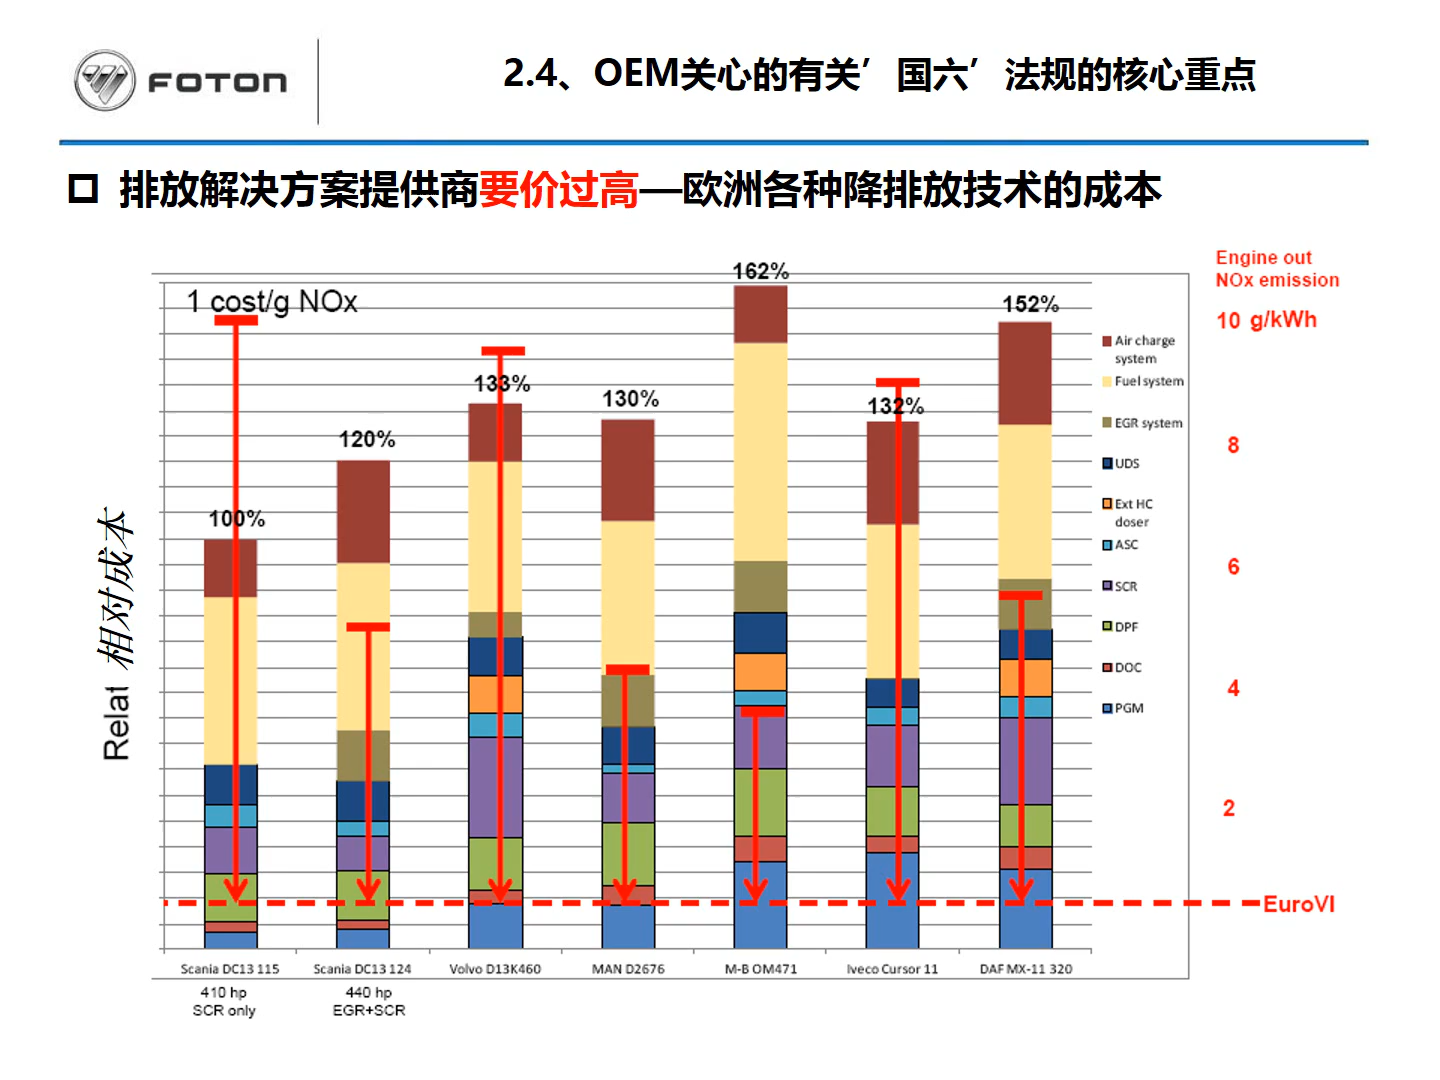 FOTON
2.4、OEM关心的有关’国六’法规的核心重点
排放解决方案提供商要价过高—欧洲各种降排放技术的成本
Engine out
NOx emission
10 g/kWh
8
6
4
2
EuroVI
1 cost/g NOx
100%
120%
133%
130%
162%
132%
152%
Air charge
system
Fuel system
EGR system
UDS
Ext HC
doser
ASC
SCR
DPF
DOC
PGM
Relat 相对成本
Scania DC13 115
Scania DC13 124
Volvo D13K460
MAN D2676
M-B OM471
Iveco Cursor 11
DAF MX-11 320
410 hp
SCR only
440 hp
EGR+SCR